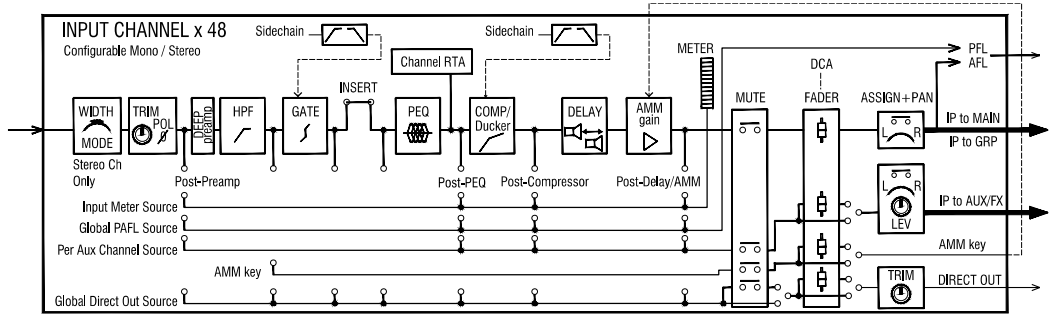 INPUT CHANNEL x 48
Configurable Mono / Stereo
Sidechain
Sidechain
Channel RTA
METER
DCA
PFL
AFL
INSERT
MUTE
FADER
ASSIGN+PAN
WIDTH
MODE
TRIM
POL
DEEP
preamp
HPF
GATE
PEQ
COMP/
Ducker
DELAY
AMM
gain
L R
IP to MAIN
IP to GRP
Stereo Ch
Only
Post-Preamp
Post-PEQ
Post-Compressor
Post-Delay/AMM
Input Meter Source
Global PAFL Source
Per Aux Channel Source
L R
LEV
IP to AUX/FX
AMM key
AMM key
Global Direct Out Source
TRIM
DIRECT OUT